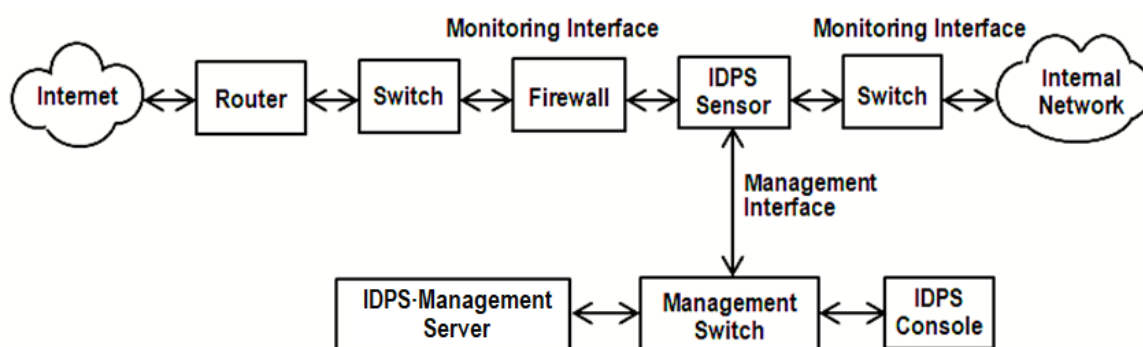 Monitoring Interface
Monitoring Interface
Internet
Router
Switch
Firewall
IDPS
Sensor
Switch
Internal
Network
Management
Interface
IDPS-Management
Server
Management
Switch
IDPS
Console